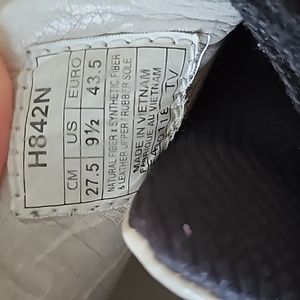 H842N
CM US EURO
27.5 9½ 43.5
NATURAL FIBER x SYNTHETIC FIBER
& LEATHER UPPER / RUBBER SOLE
MADE IN VIETNAM
FABRIQUE AU VIETNAM
TV